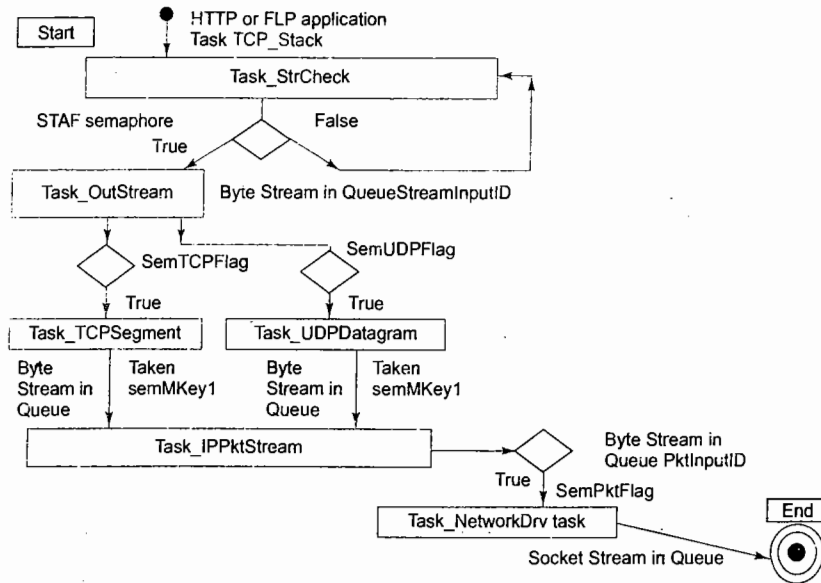 Start
HTTP or FLP application
Task TCP_Stack
Task_StrCheck
STAF semaphore
False
True
Task_OutStream
Byte Stream in QueueStreamInputID
SemTCPFlag
SemUDPFlag
True
True
Task_TCPSegment
Task_UDPDatagram
Byte
Stream in
Queue
Taken
semMKey1
Byte
Stream in
Queue
Taken
semMKey1
Task_IPPktStream
Byte Stream in
Queue PktInputID
True
SemPktFlag
Task_NetworkDrv task
End
Socket Stream in Queue